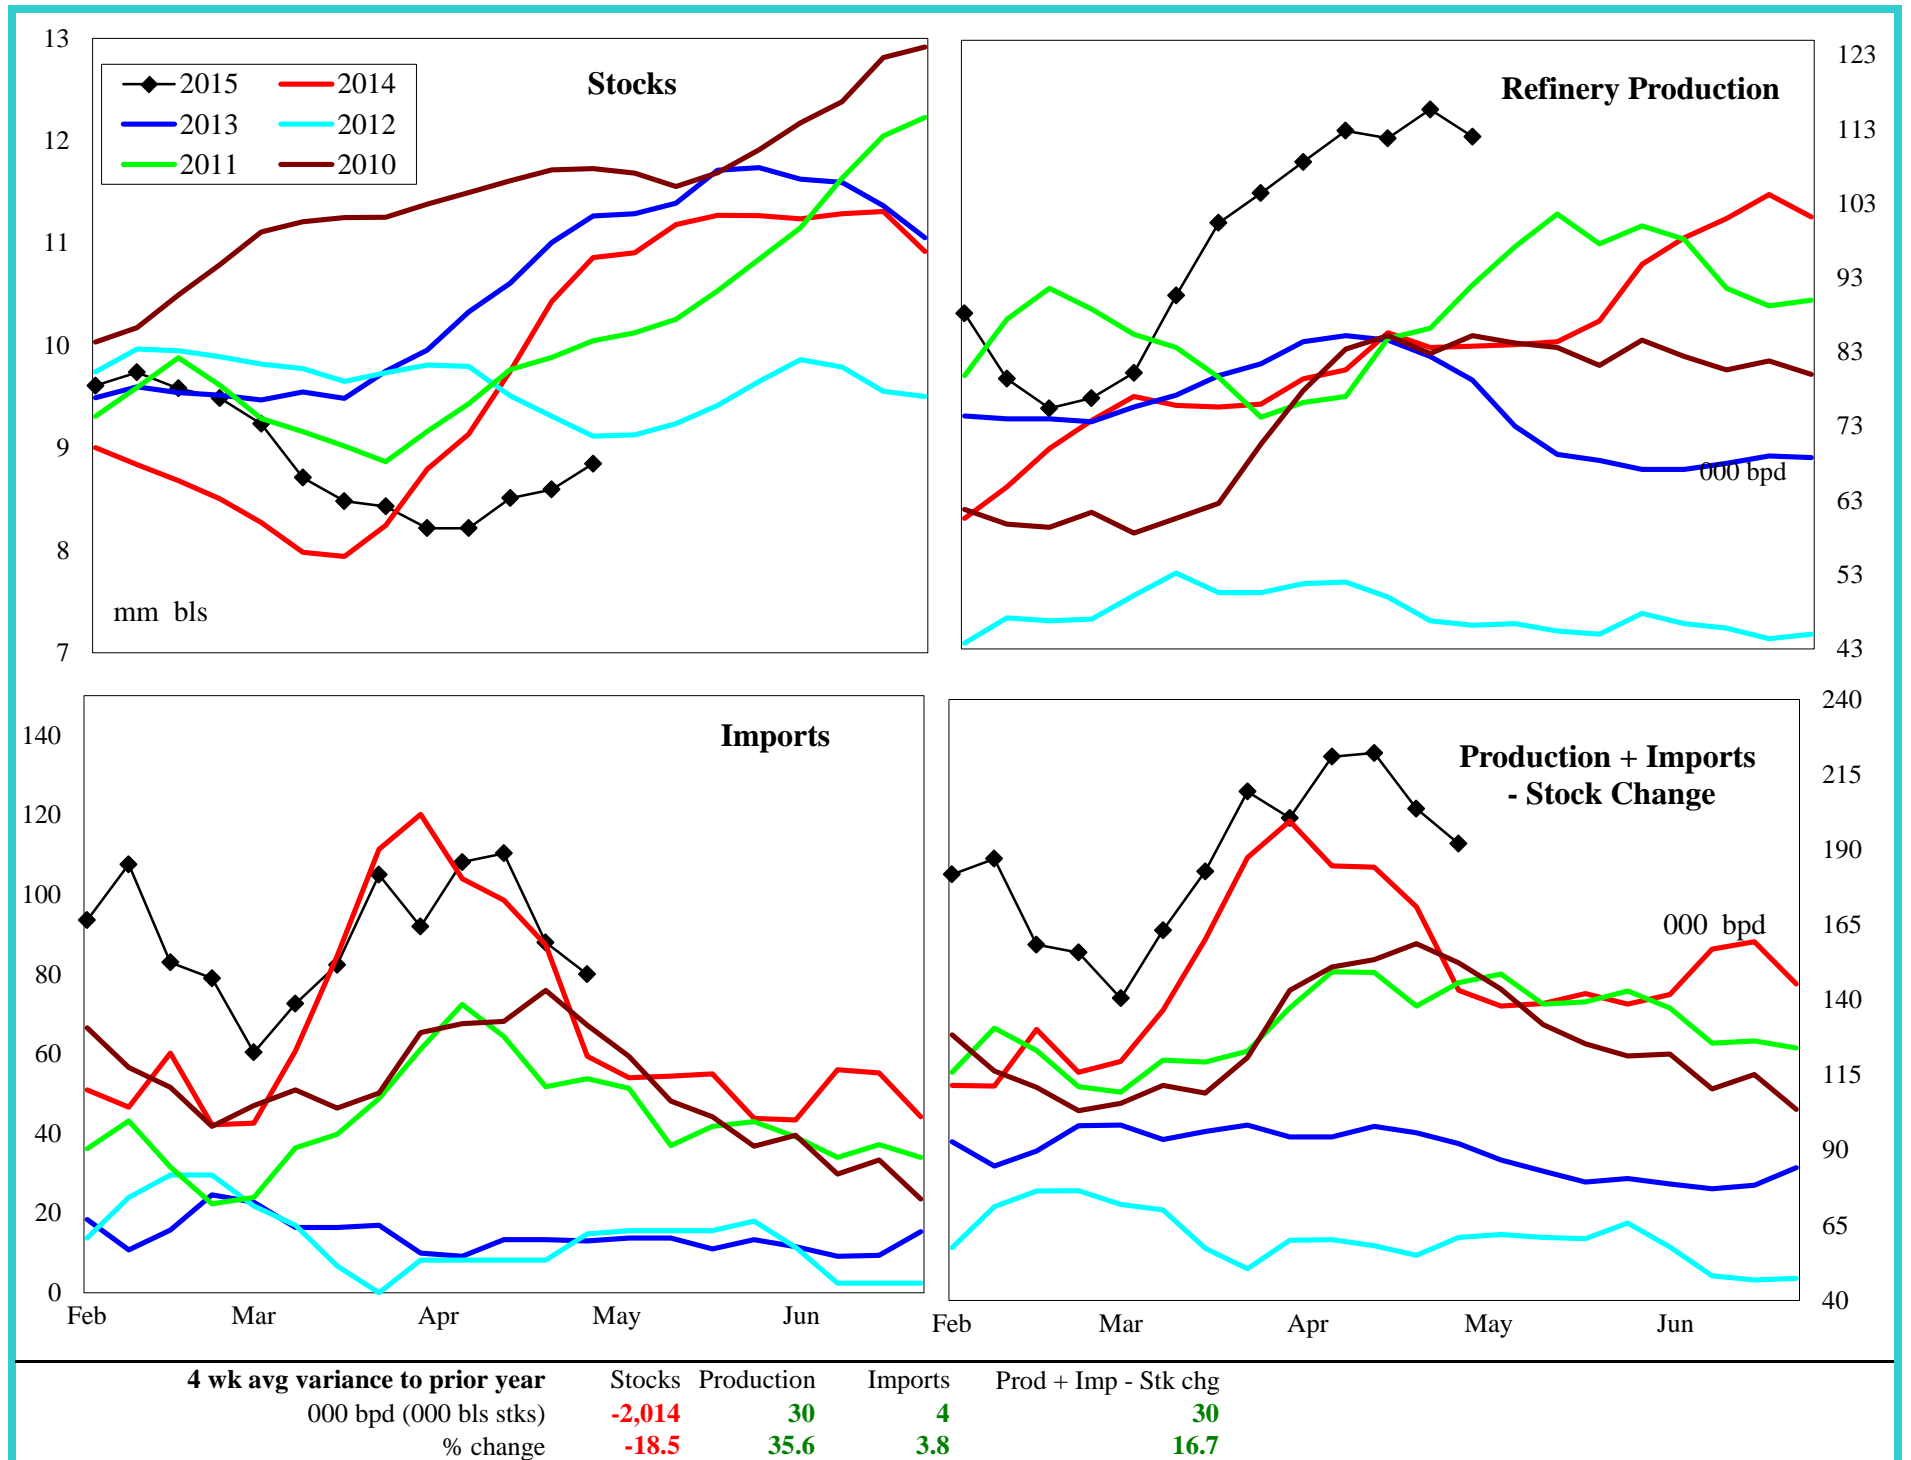 13
12
11
10
9
8
7
Stocks
2015 2014
2013 2012
2011 2010
mm bls
Refinery Production
000 bpd
123
113
103
93
83
73
63
53
43
140
120
100
80
60
40
20
0
Imports
Feb Mar Apr May Jun
Production + Imports
- Stock Change
000 bpd
240
215
190
165
140
115
90
65
40
Feb Mar Apr May Jun
4 wk avg variance to prior year Stocks Production Imports Prod + Imp - Stk chg
000 bpd (000 bls stks) -2,014 30 4 30
% change -18.5 35.6 3.8 16.7